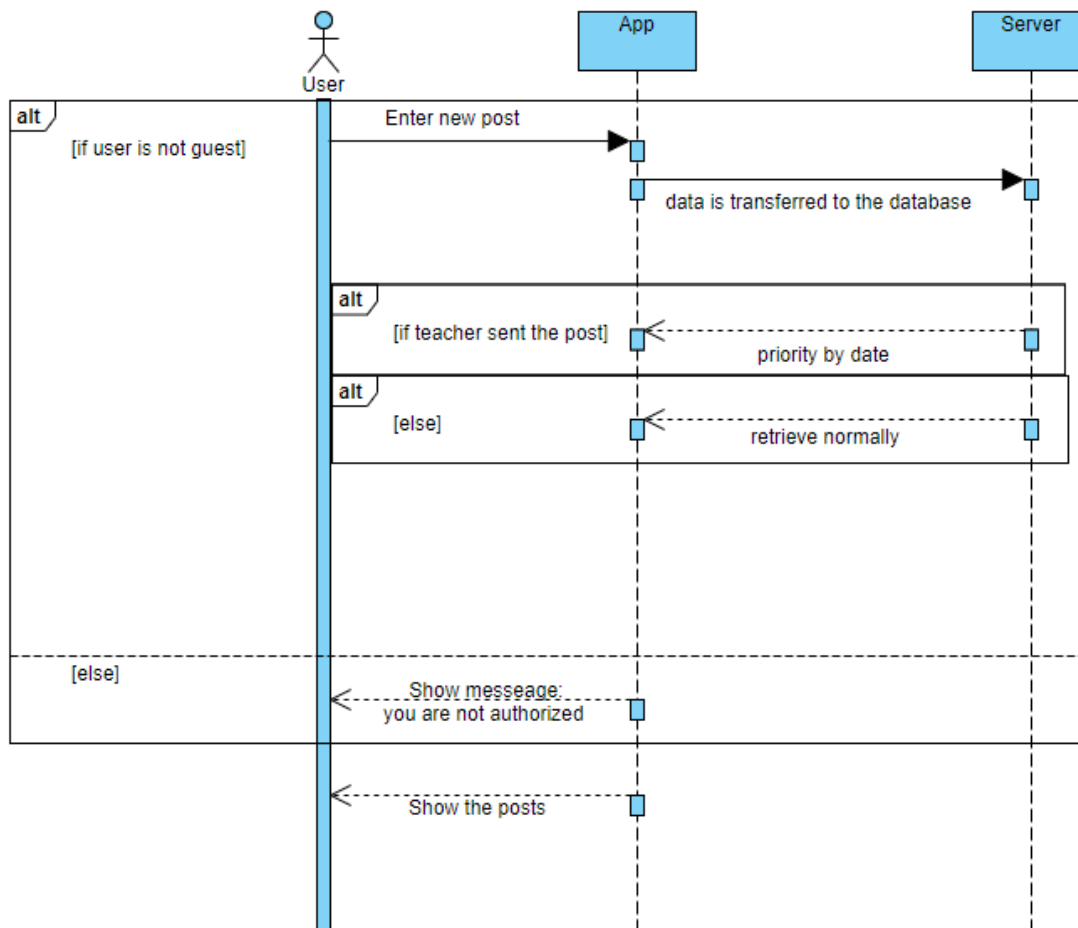 App
Server
User
alt
Enter new post
[if user is not guest]
data is transferred to the database
alt
[if teacher sent the post]
priority by date
alt
[else]
retrieve normally
[else]
Show messeage:
you are not authorized
Show the posts